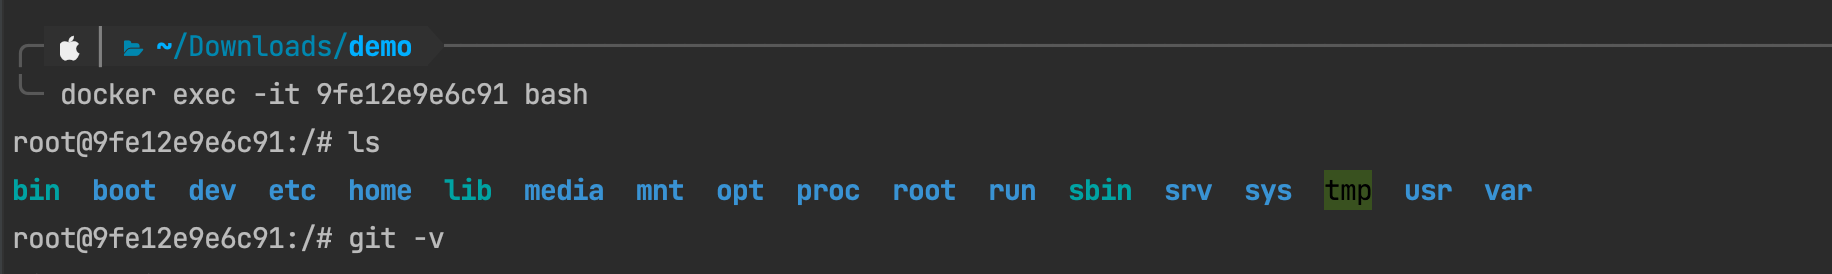 ~/Downloads/demo
docker exec -it 9fe12e9e6c91 bash
root@9fe12e9e6c91:/# ls
bin boot dev etc home lib media mnt opt proc root run sbin srv sys tmp usr var
root@9fe12e9e6c91:/# git -v